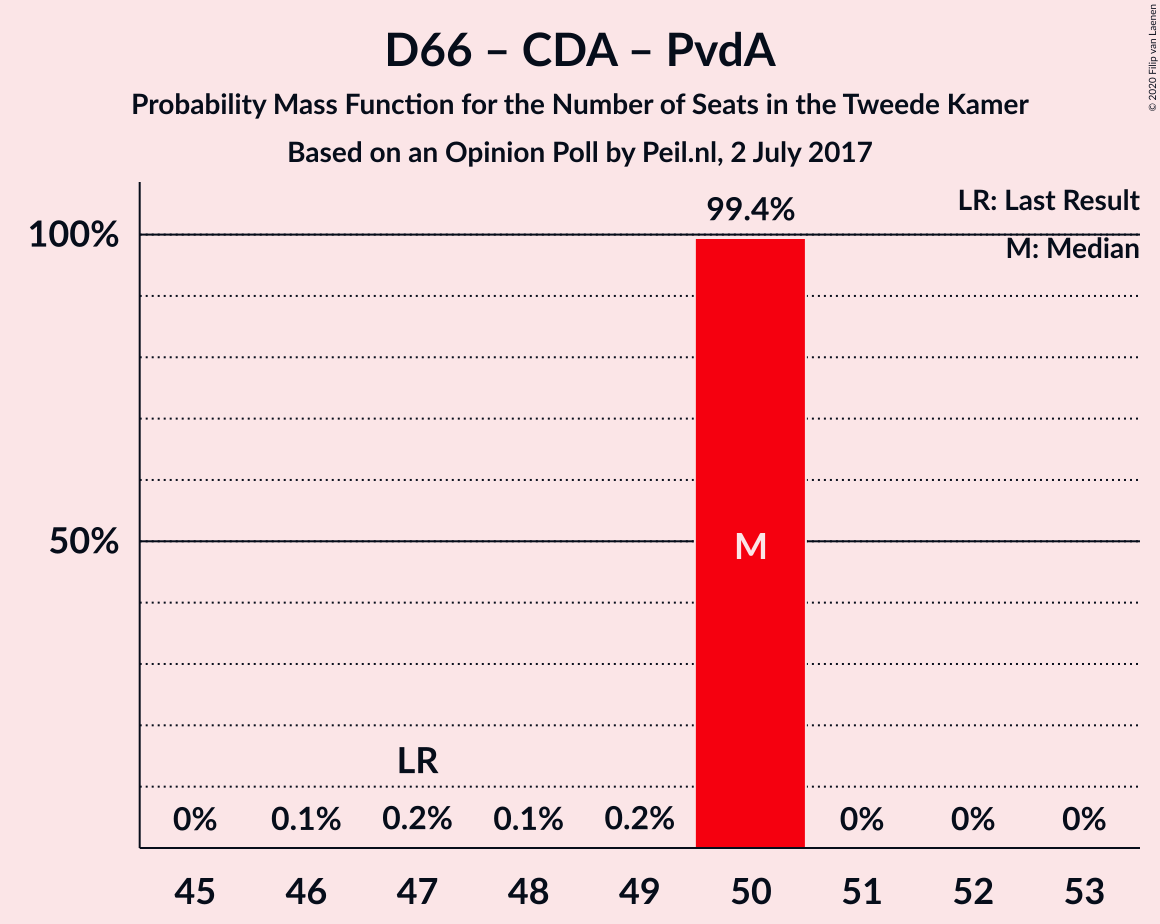 D66 – CDA – PvdA
Probability Mass Function for the Number of Seats in the Tweede Kamer
Based on an Opinion Poll by Peil.nl, 2 July 2017
© 2020 Filip van Laenen
LR: Last Result
M: Median
99.4%
100%
50%
M
LR
0% 0.1% 0.2% 0.1% 0.2% 0% 0% 0%
45 46 47 48 49 50 51 52 53